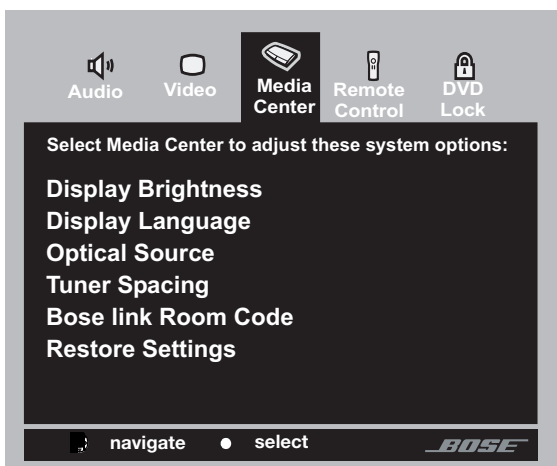 Audio
Video
Media
Center
Remote
Control
DVD
Lock
Select Media Center to adjust these system options:
Display Brightness
Display Language
Optical Source
Tuner Spacing
Bose link Room Code
Restore Settings
navigate ● select
BOSE